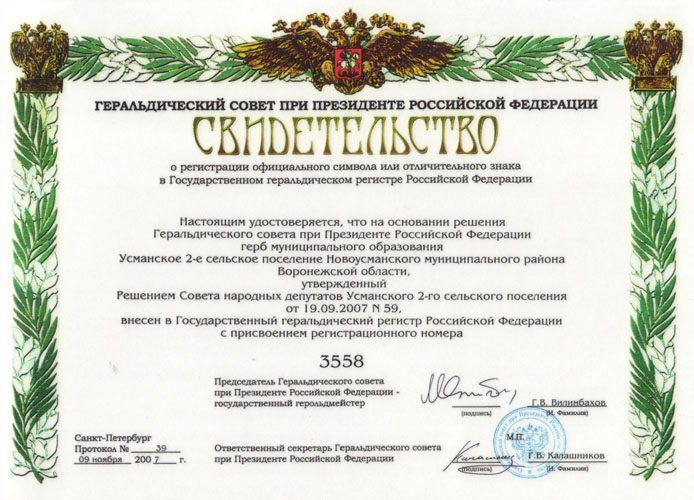 ГЕРАЛЬДИЧЕСКИЙ СОВЕТ ПРИ ПРЕЗИДЕНТЕ РОССИЙСКОЙ ФЕДЕРАЦИИ
СВИДЕТЕЛЬСТВО
о регистрации официального символа или отличительного знака
в Государственном геральдическом регистре Российской Федерации
Настоящим удостоверяется, что на основании решения
Геральдического совета при Президенте Российской Федерации
герб муниципального образования
Усманское 2-е сельское поселение Новоусманского муниципального района
Воронежской области,
утвержденный
Решением Совета народных депутатов Усманского 2-го сельского поселения
от 19.09.2007 N 59,
внесен в Государственный геральдический регистр Российской Федерации
с присвоением регистрационного номера
3558
Председатель Геральдического совета
при Президенте Российской Федерации -
государственный герольдмейстер
Г.В. Вилинбахов
(подпись) (И. Фамилия)
Санкт-Петербург
Протокол № 39
09 ноября 2007 г.
М.П.
Ответственный секретарь Геральдического совета
при Президенте Российской Федерации
Г.В. Калашников
(подпись) (И. Фамилия)